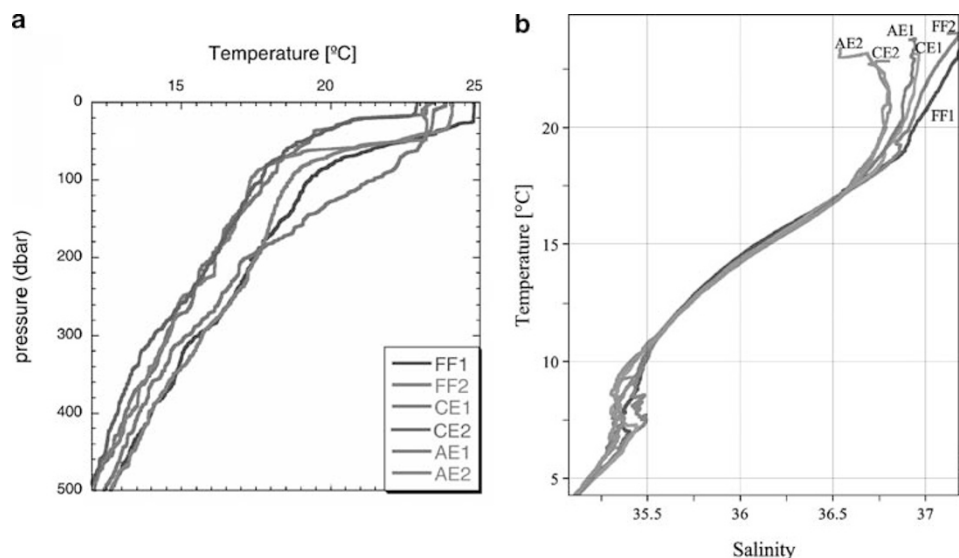 a
Temperature [ºC]
15
20
25
0
100
200
300
400
500
pressure (dbar)
FF1
FF2
CE1
CE2
AE1
AE2
b
FF2
AE1
AE2
CE1
CE2
FF1
20
15
10
5
Temperature [°C]
35.5
36
36.5
37
Salinity